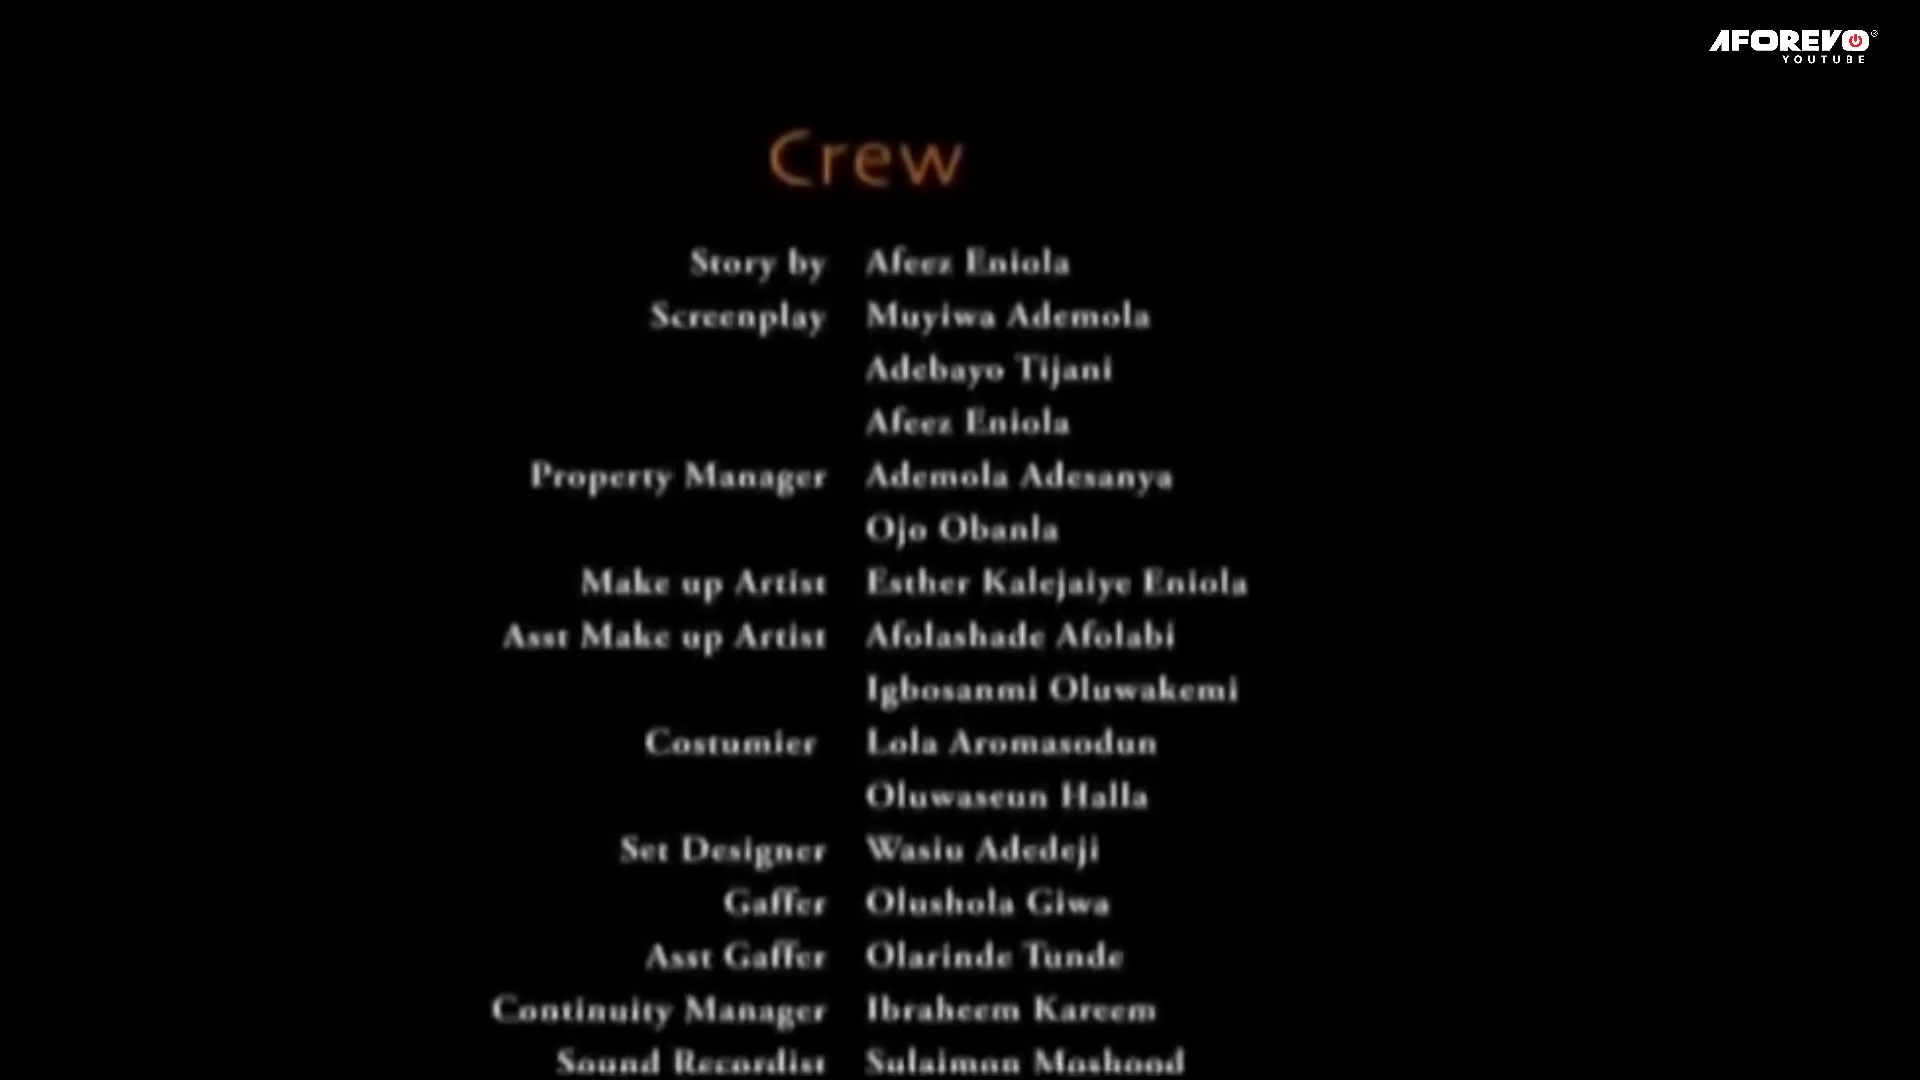 AFOREVO
YOUTUBE
Crew
Story by Afeez Eniola
Screenplay Muyiwa Ademola
Adebayo Tijani
Afeez Eniola
Property Manager Ademola Adesanya
Ojo Obanla
Make up Artist Esther Kalejaiye Eniola
Asst Make up Artist Afolashade Afolabi
Igbosanmi Oluwakemi
Costumier Lola Aromasodun
Oluwaseun Halla
Set Designer Wasiu Adedeji
Gaffer Olushola Giwa
Asst Gaffer Olarinde Tunde
Continuity Manager Ibraheem Kareem
Sound Recordist Sulaimon Moshood